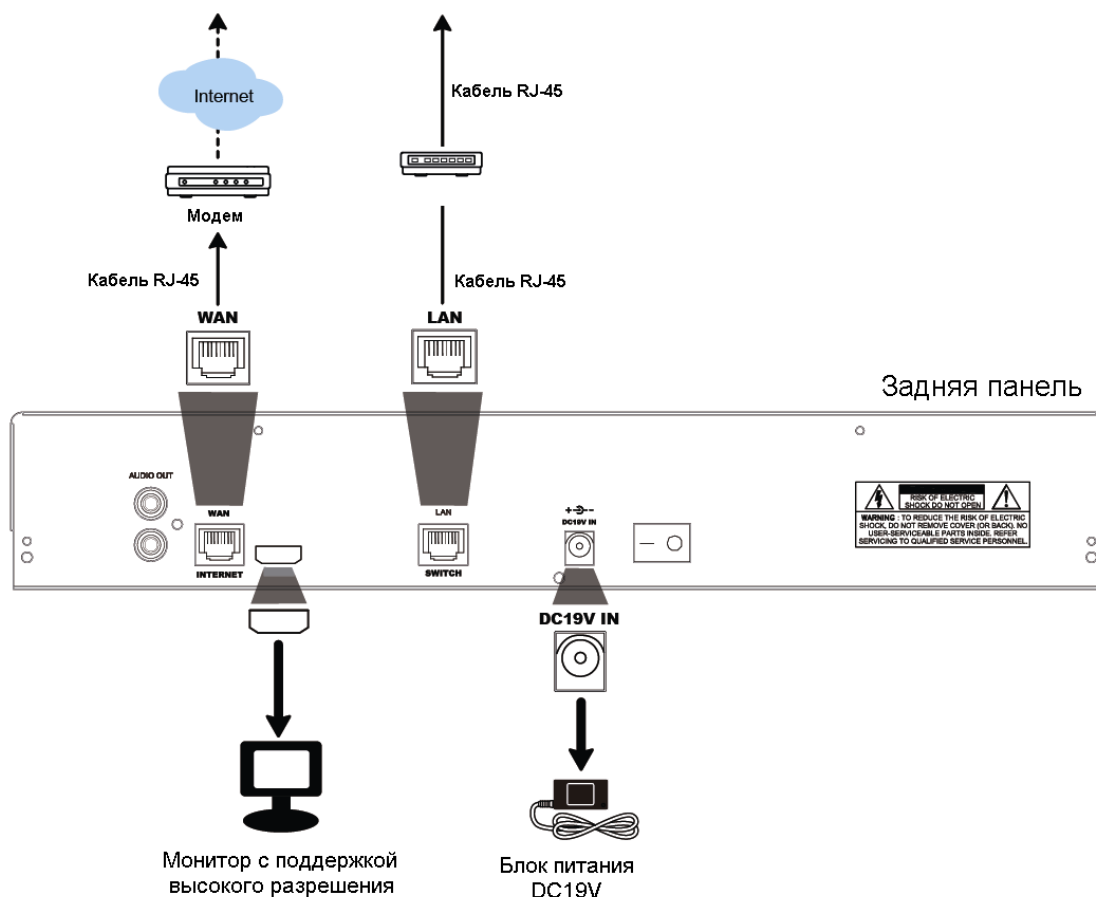 Internet
Кабель RJ-45
Модем
Кабель RJ-45
Кабель RJ-45
WAN
LAN
Задняя панель
AUDIO OUT
WAN
LAN
DC19V IN
INTERNET
SWITCH
RISK OF ELECTRIC
SHOCK DO NOT OPEN
WARNING : TO REDUCE THE RISK OF ELECTRIC
SHOCK, DO NOT REMOVE COVER (OR BACK). NO
USER-SERVICEABLE PARTS INSIDE. REFER
SERVICING TO QUALIFIED SERVICE PERSONNEL.
DC19V IN
Монитор с поддержкой
высокого разрешения
Блок питания
DC19V